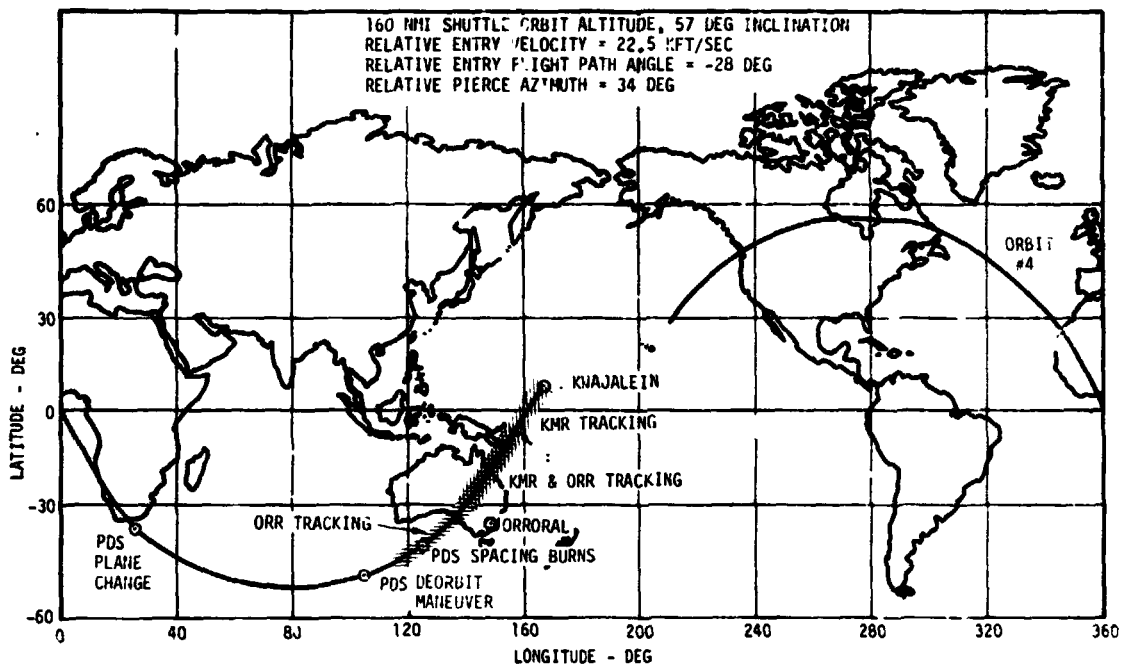 160 NMI SHUTTLE ORBIT ALTITUDE, 57 DEG INCLINATION
RELATIVE ENTRY VELOCITY = 22.5 KFT/SEC
RELATIVE ENTRY FLIGHT PATH ANGLE = -28 DEG
RELATIVE PIERCE AZIMUTH = 34 DEG
ORBIT
#4
60
30
0
-30
-60
LATITUDE - DEG
KWAJALEIN
KMR TRACKING
KMR & ORR TRACKING
ORR TRACKING
ORRORAL
PDS SPACING BURNS
PDS
PLANE
CHANGE
PDS DEORBIT
MANEUVER
0 40 80 120 160 200 240 280 320 360
LONGITUDE - DEG